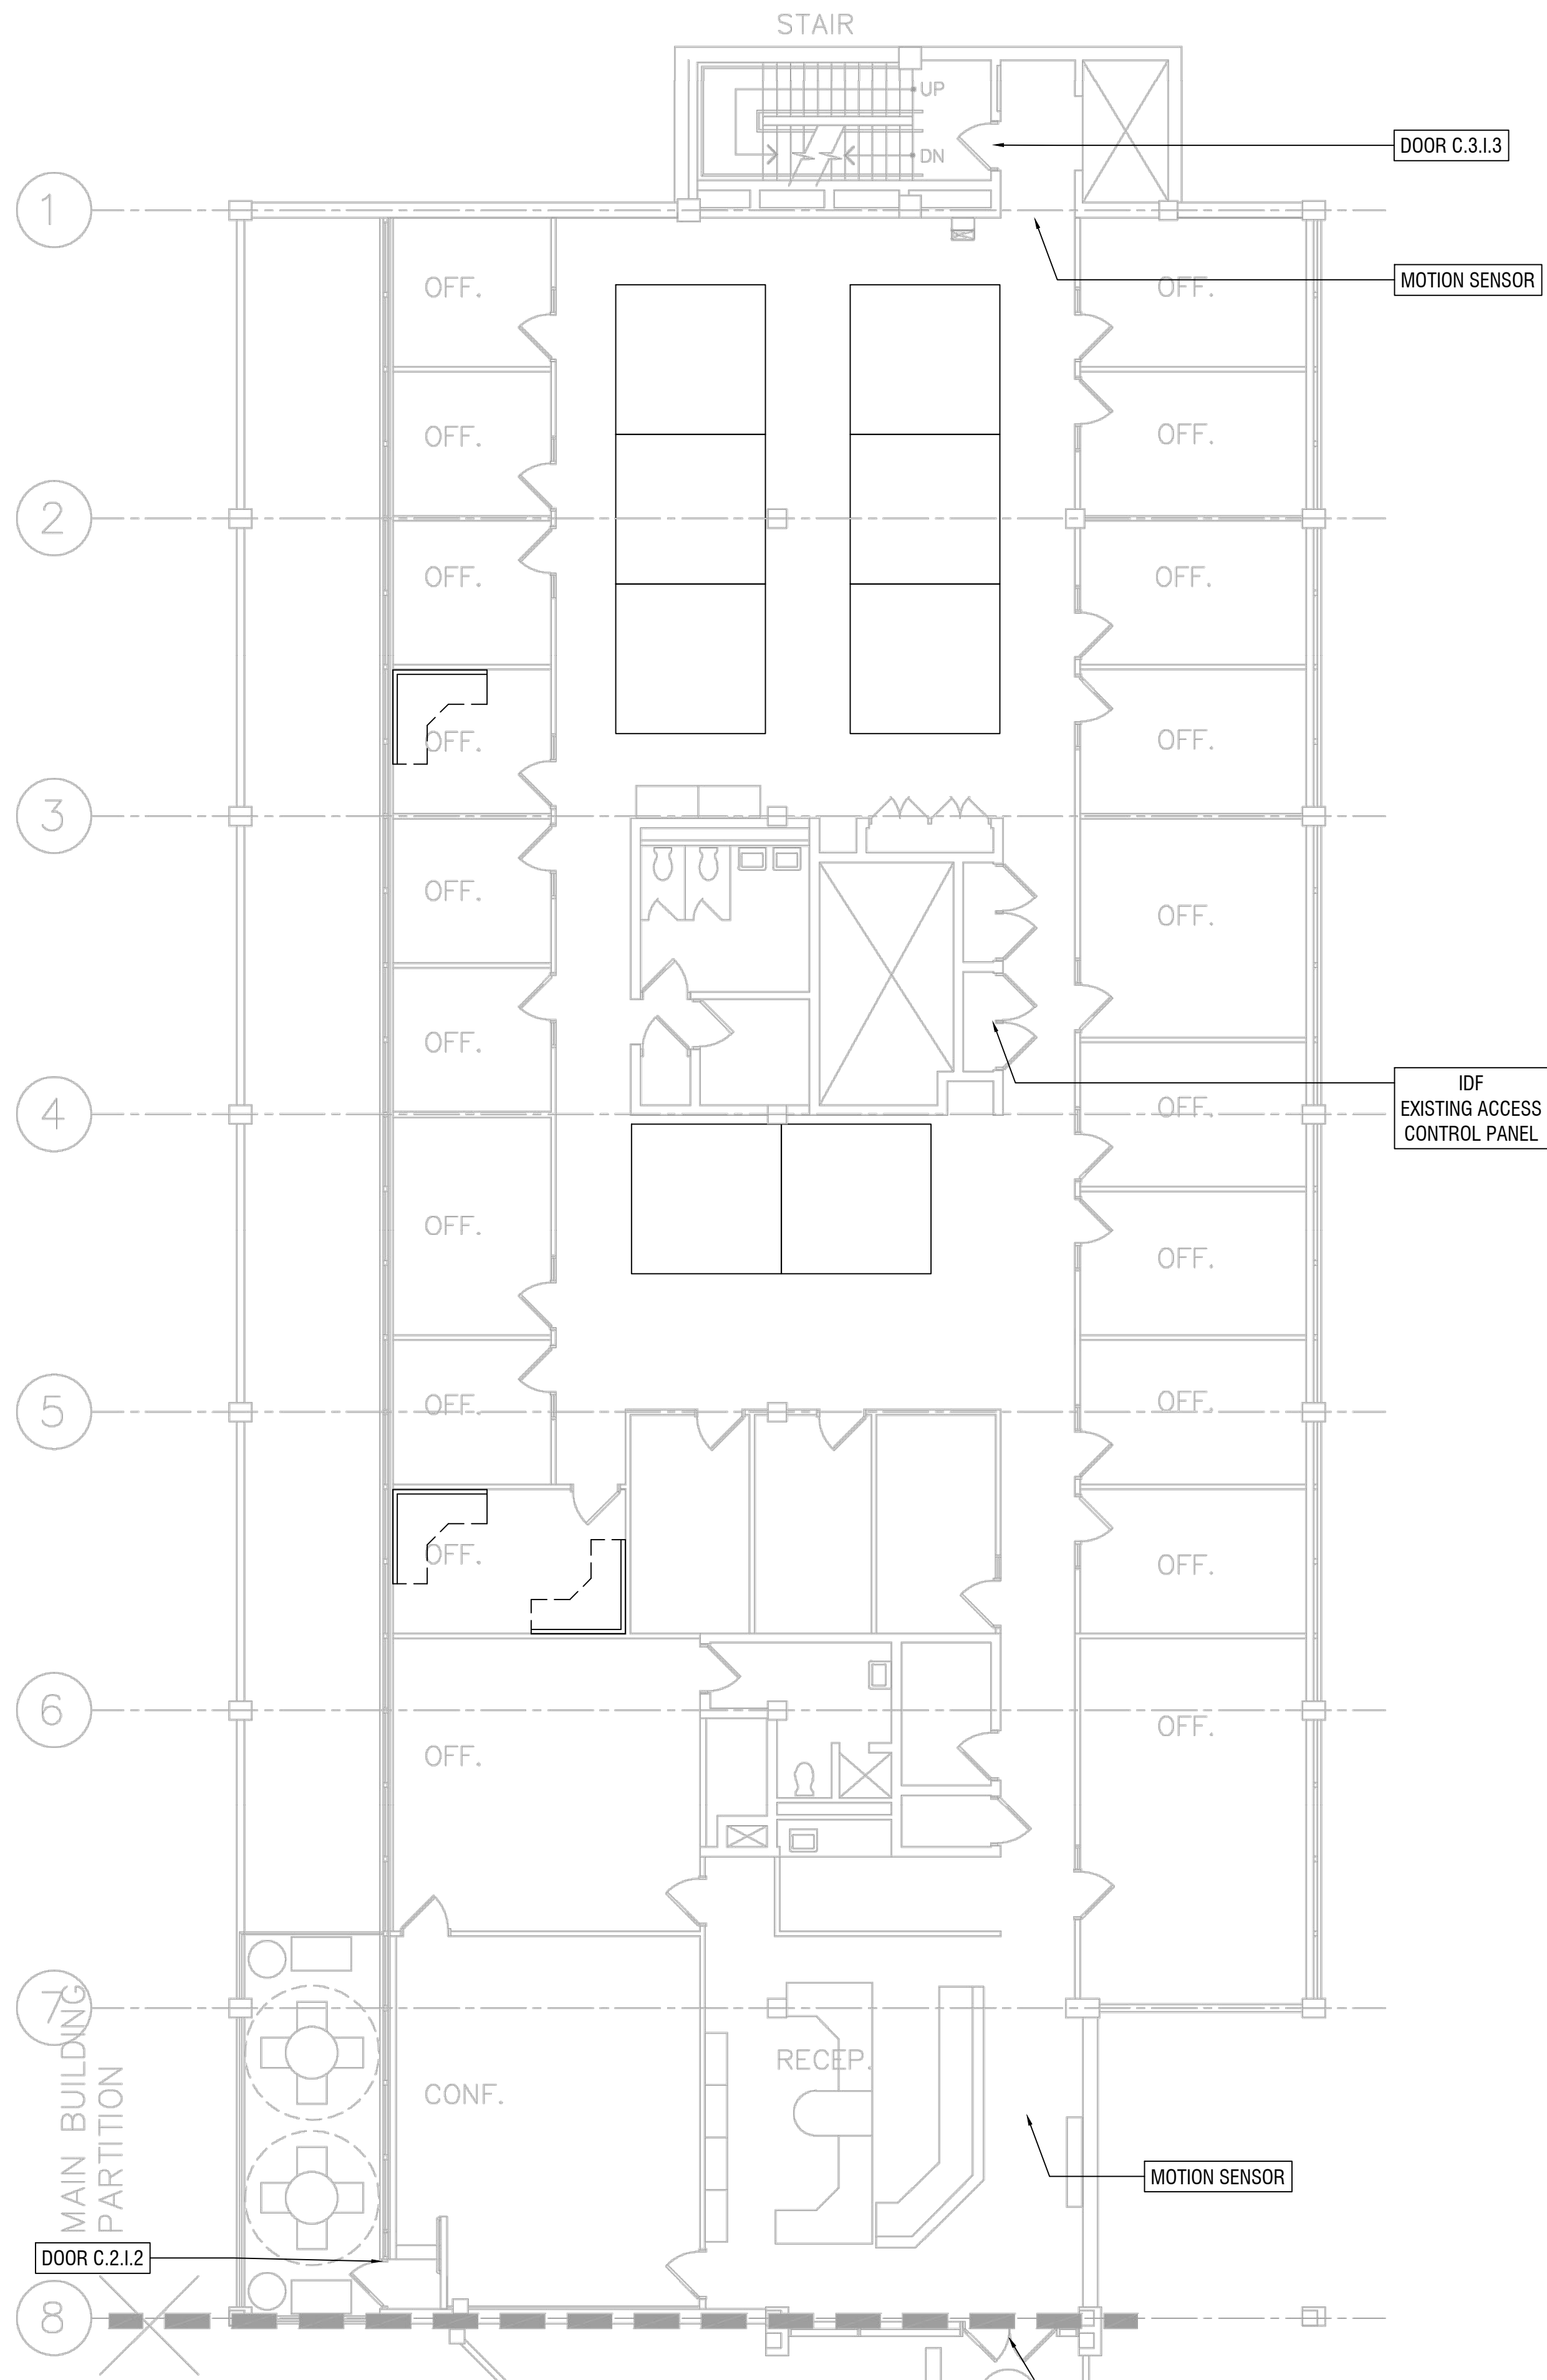 STAIR
UP
DN
DOOR C.3.I.3
1
MOTION SENSOR
OFF.
OFF.
OFF.
OFF.
2
OFF.
OFF.
OFF.
OFF.
3
OFF.
OFF.
OFF.
IDF
EXISTING ACCESS
CONTROL PANEL
4
OFF.
OFF.
OFF.
5
OFF.
OFF.
OFF.
OFF.
6
OFF.
OFF.
7
MAIN BUILDING
PARTITION
RECEP.
CONF.
MOTION SENSOR
DOOR C.2.I.2
8